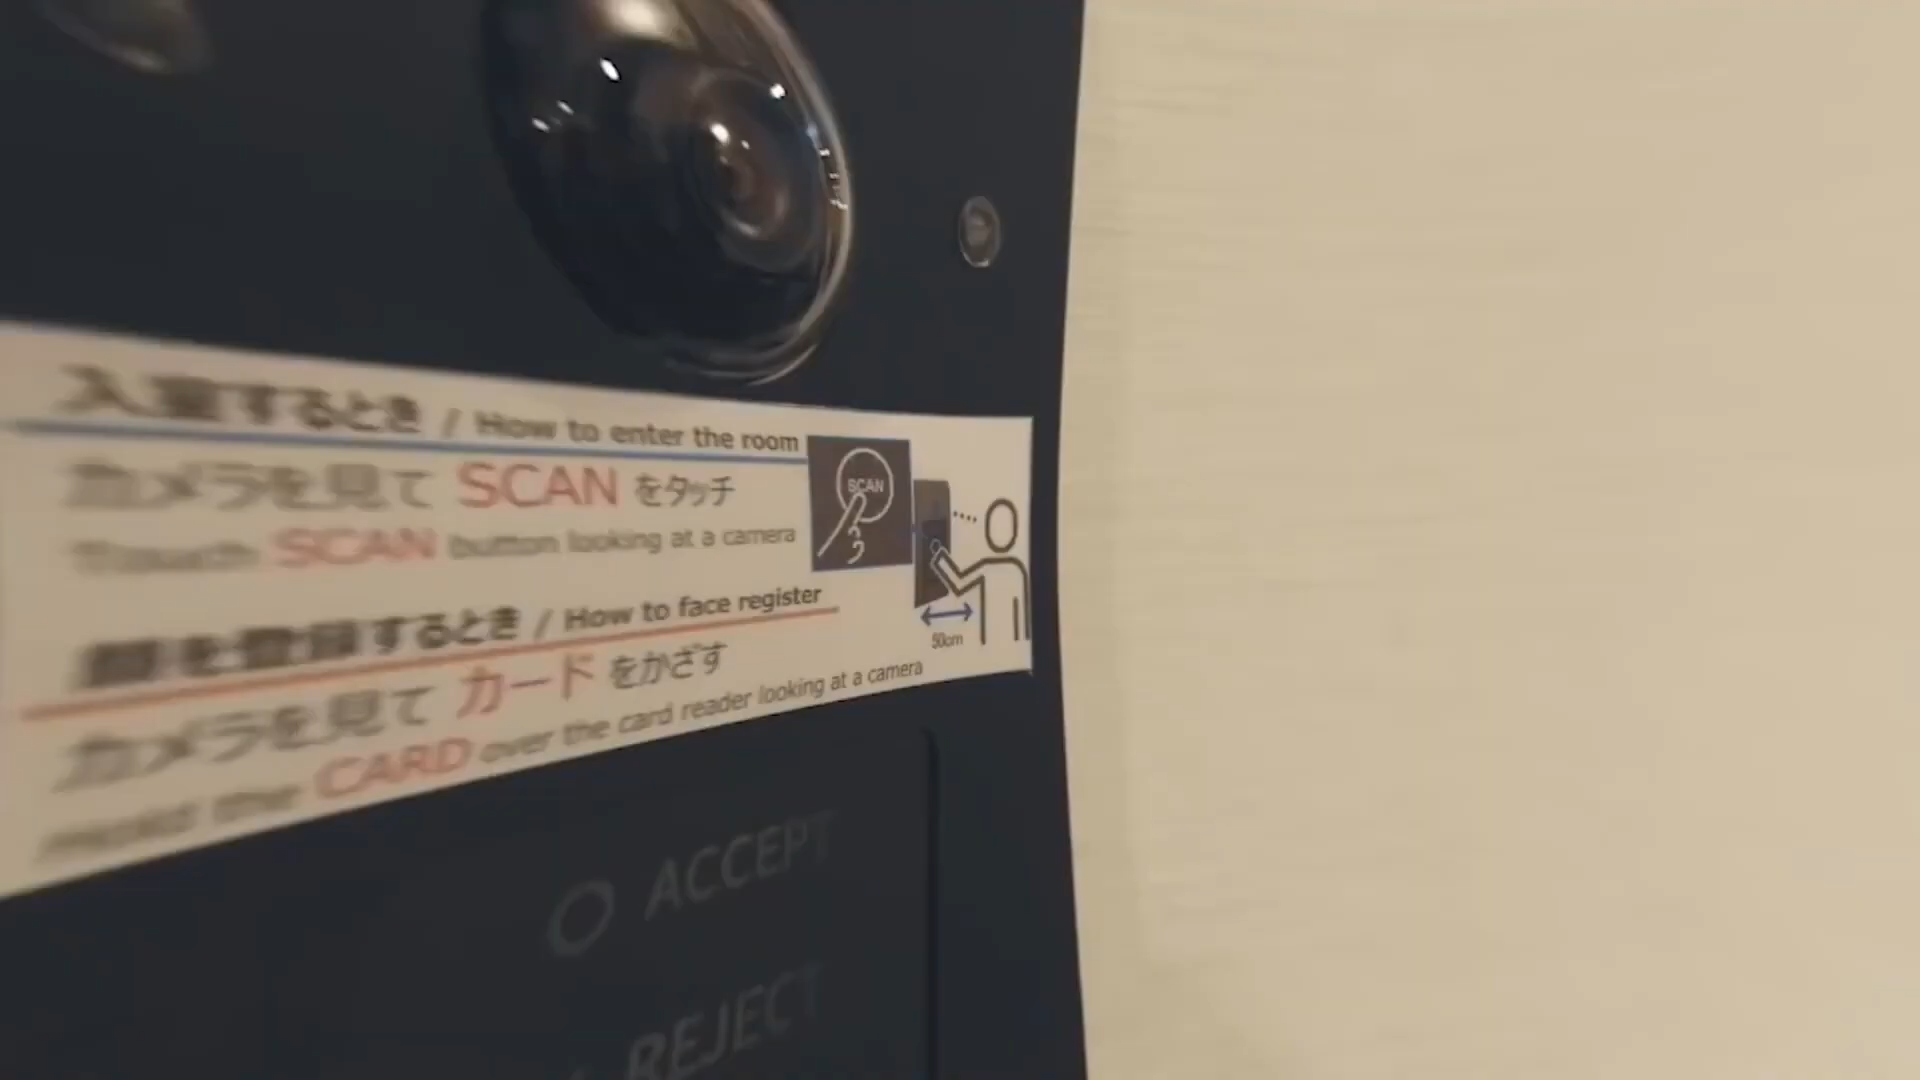 入室するとき / How to enter the room
カメラを見て SCAN をタッチ
Touch SCAN button looking at a camera
SCAN
50cm
顔を登録するとき / How to face register
カメラを見て カード をかざす
Hold the CARD over the card reader looking at a camera
ACCEPT
REJECT